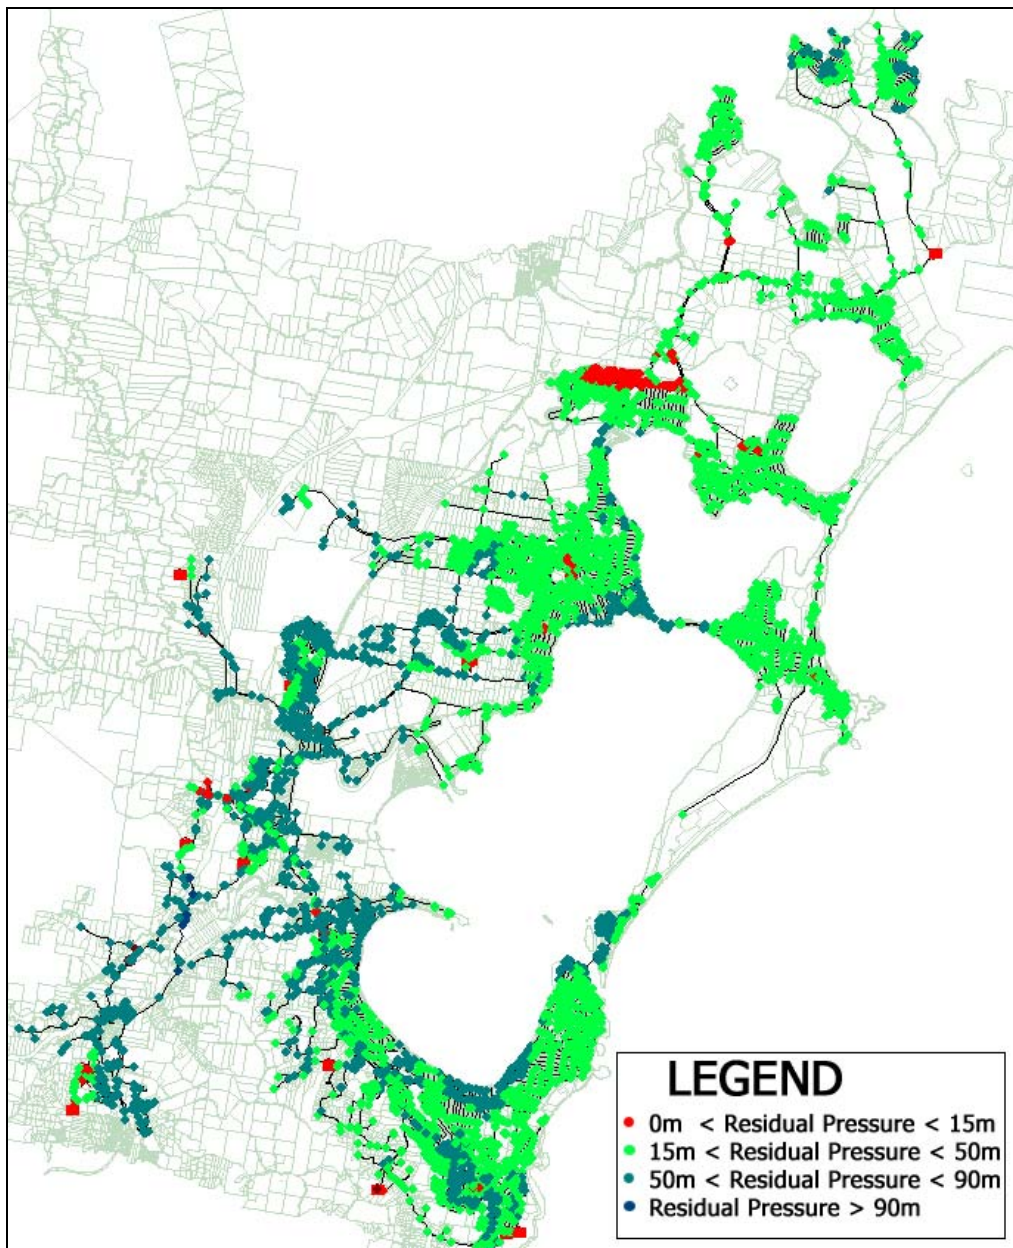 LEGEND
0m < Residual Pressure < 15m
15m < Residual Pressure < 50m
50m < Residual Pressure < 90m
Residual Pressure > 90m